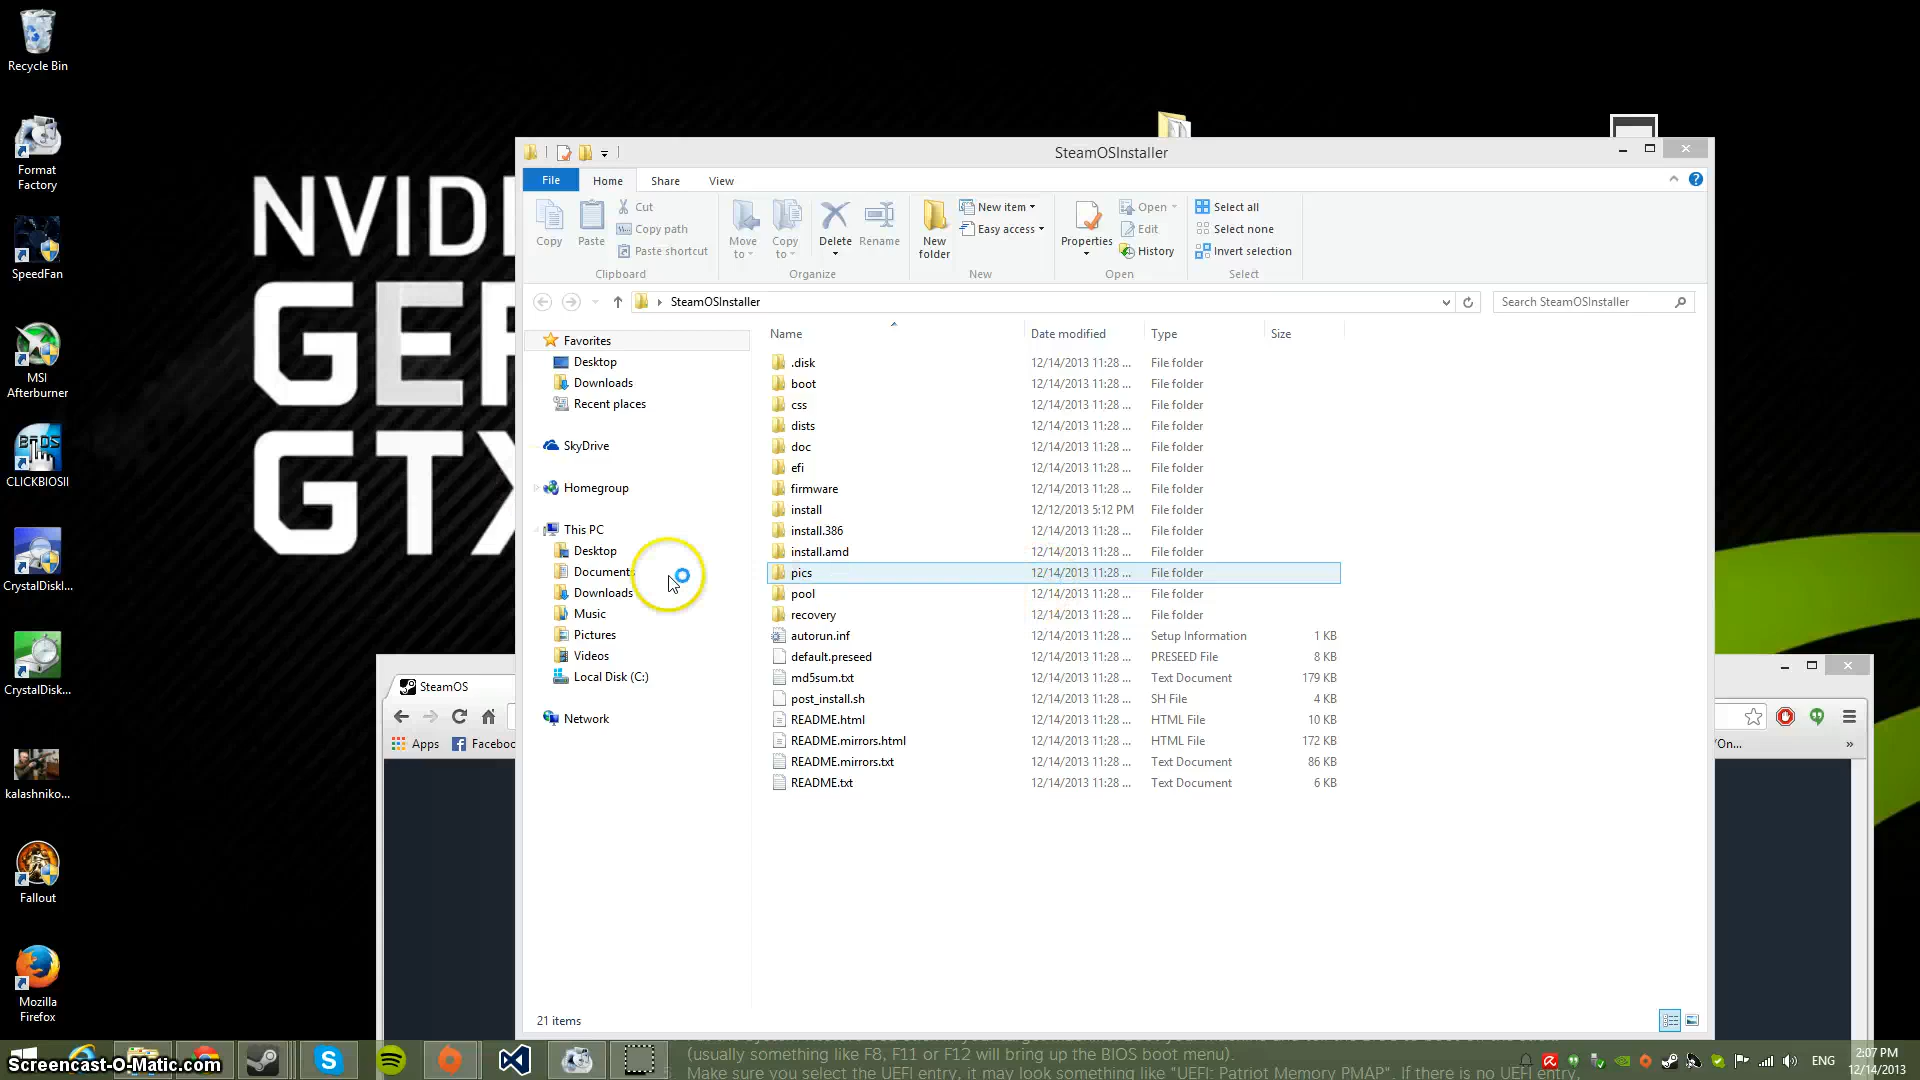 Recycle Bin
Format
Factory
SpeedFan
MSI
Afterburner
CLICKBIOSII
CrystalDiskI...
CrystalDisk...
kalashniko...
Fallout
Mozilla
Firefox
NVID
GEF
GTX
SteamOSInstaller
File
Home
Share
View
Copy
Paste
Cut
Copy path
Paste shortcut
Clipboard
Move
to
Copy
to
Delete
Rename
Organize
New
folder
New item
Easy access
New
Properties
Open
Edit
History
Open
Select all
Select none
Invert selection
Select
SteamOSInstaller
Search SteamOSInstaller
Favorites
Desktop
Downloads
Recent places
SkyDrive
Homegroup
This PC
Desktop
Documents
Downloads
Music
Pictures
Videos
Local Disk (C:)
Network
Name Date modified Type Size
.disk 12/14/2013 11:28 ... File folder
boot 12/14/2013 11:28 ... File folder
css 12/14/2013 11:28 ... File folder
dists 12/14/2013 11:28 ... File folder
doc 12/14/2013 11:28 ... File folder
efi 12/14/2013 11:28 ... File folder
firmware 12/14/2013 11:28 ... File folder
install 12/12/2013 5:12 PM File folder
install.386 12/14/2013 11:28 ... File folder
install.amd 12/14/2013 11:28 ... File folder
pics 12/14/2013 11:28 ... File folder
pool 12/14/2013 11:28 ... File folder
recovery 12/14/2013 11:28 ... File folder
autorun.inf 12/14/2013 11:28 ... Setup Information 1 KB
default.preseed 12/14/2013 11:28 ... PRESEED File 8 KB
md5sum.txt 12/14/2013 11:28 ... Text Document 179 KB
post_install.sh 12/14/2013 11:28 ... SH File 4 KB
README.html 12/14/2013 11:28 ... HTML File 10 KB
README.mirrors.html 12/14/2013 11:28 ... HTML File 172 KB
README.mirrors.txt 12/14/2013 11:28 ... Text Document 86 KB
README.txt 12/14/2013 11:28 ... Text Document 6 KB
21 items
SteamOS
Apps
Faceboo
/On...
»
(usually something like F8, F11 or F12 will bring up the BIOS boot menu).
Make sure you select the UEFI entry, it may look something like "UEFI: Patriot Memory PMAP". If there is no UEFI entry,
Screencast-O-Matic.com
ENG
2:07 PM
12/14/2013